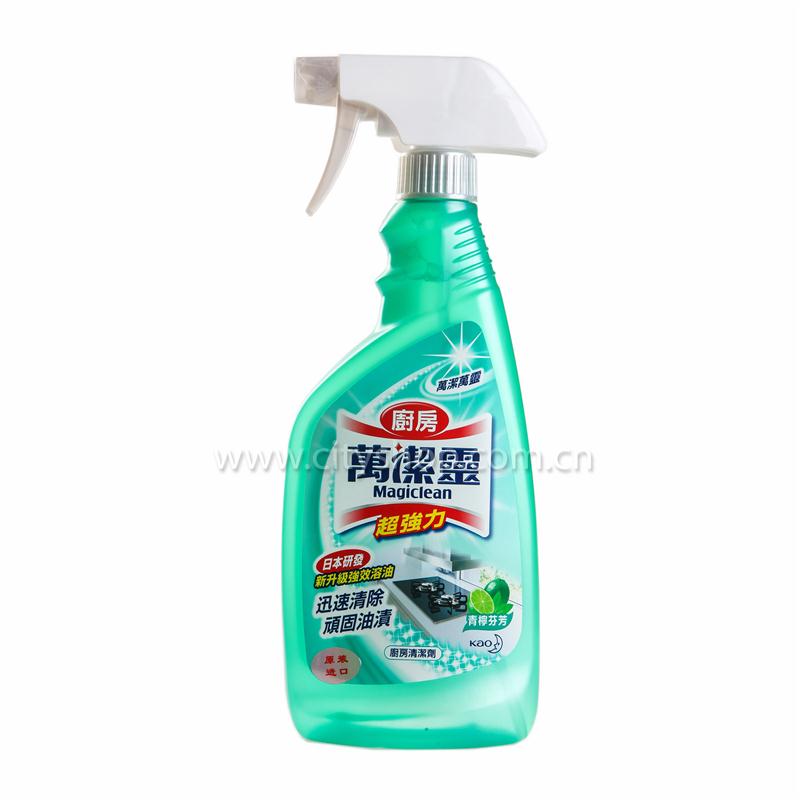 萬潔萬靈
廚房
萬潔靈
Magiclean
超強力
日本研發
新升級強效溶油
迅速清除
頑固油漬
青檸芬芳
Kao
廚房清潔劑
原装
進口